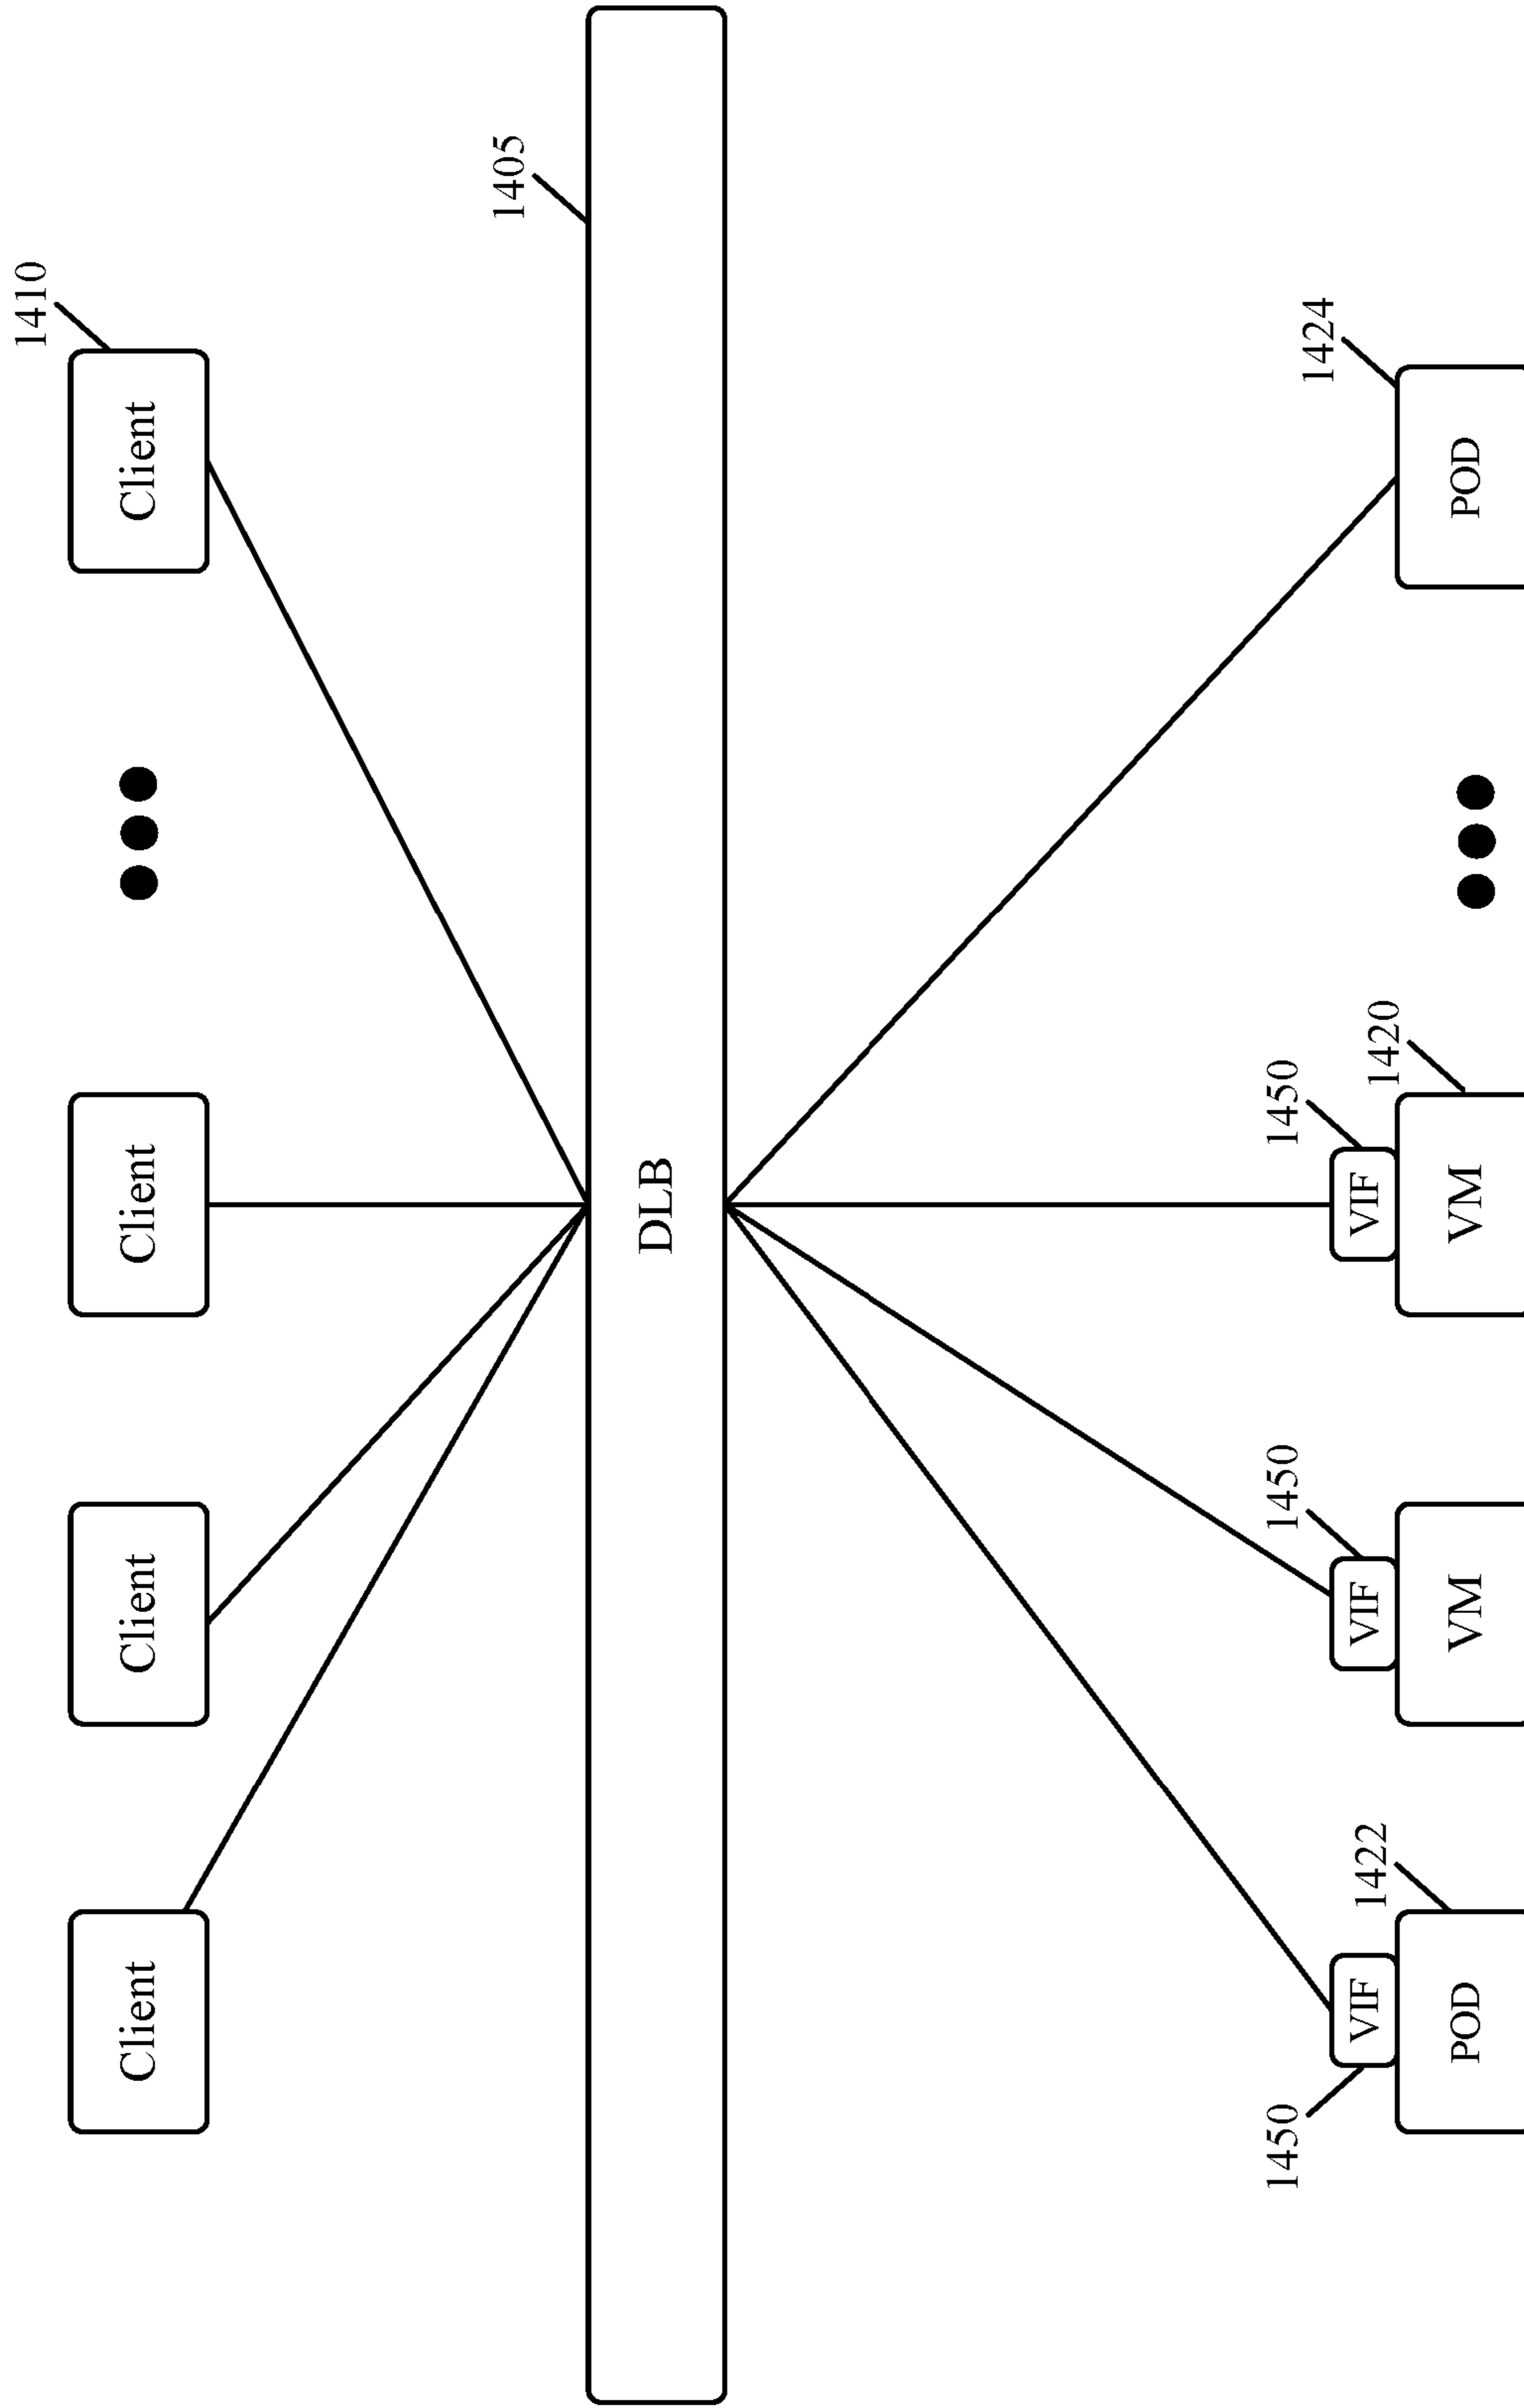 1410
Client
Client
Client
Client
1405
DLB
1450
1450
1450
1424
VIF
1422
VIF
VIF
1420
POD
VM
VM
POD